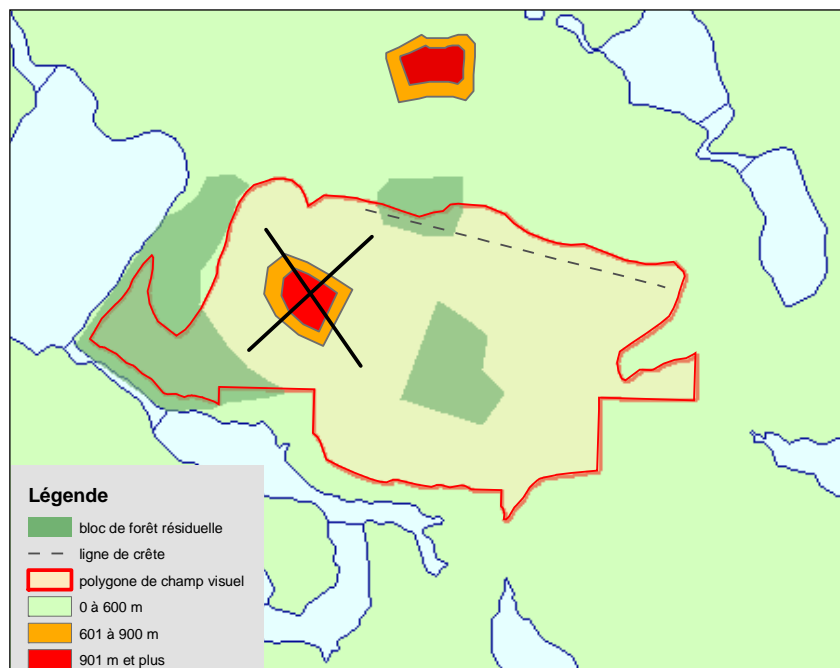 Légende
bloc de forêt résiduelle
ligne de crête
polygone de champ visuel
0 à 600 m
601 à 900 m
901 m et plus